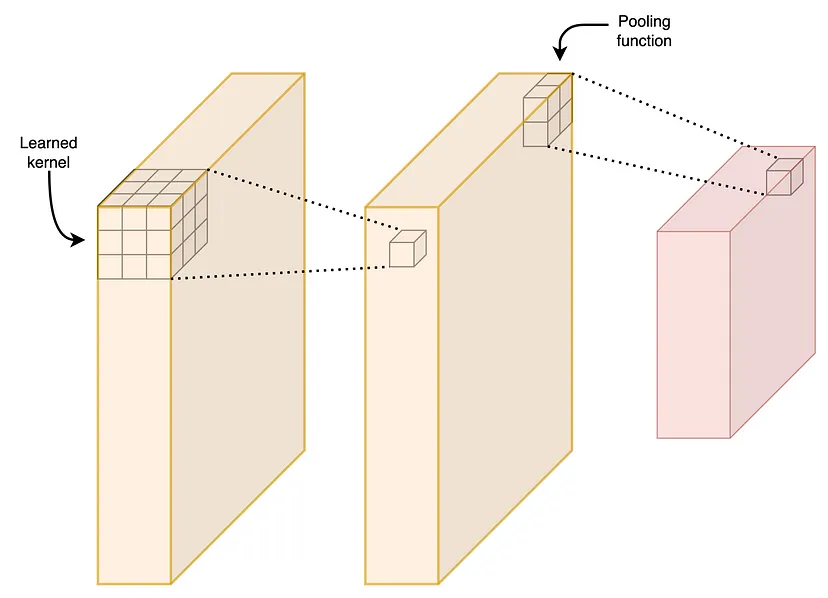 Pooling
function
Learned
kernel